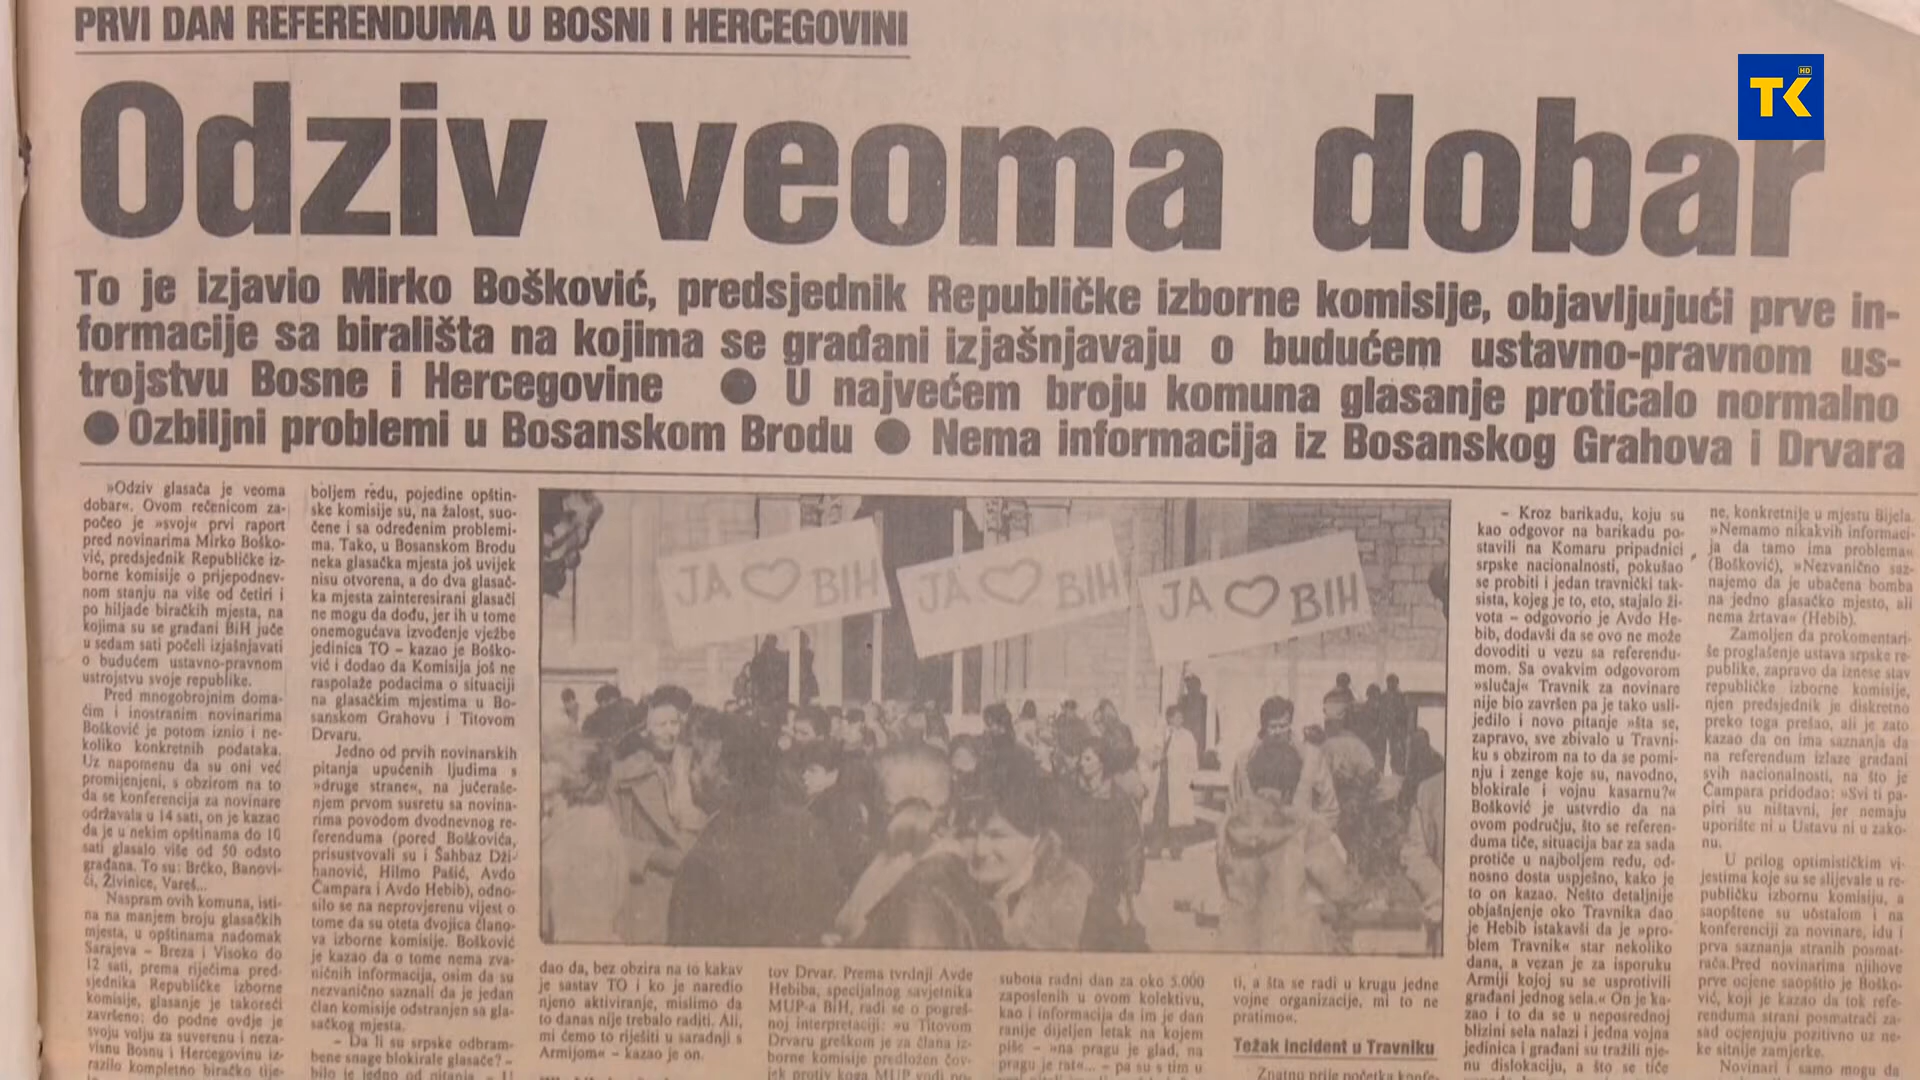 PRVI DAN REFERENDUMA U BOSNI I HERCEGOVINI
TK HD
Odziv veoma dobar
To je izjavio Mirko Bošković, predsjednik Republičke izborne komisije, objavljujući prve in-
formacije sa birališta na kojima se građani izjašnjavaju o budućem ustavno-pravnom us-
trojstvu Bosne i Hercegovine ● U najvećem broju komuna glasanje proticalo normalno
● Ozbiljni problemi u Bosanskom Brodu ● Nema informacija iz Bosanskog Grahova i Drvara
»Odziv glasača je veoma
dobar«. Ovom rečenicom za-
počeo je »svoj« prvi raport
pred novinarima Mirko Boško-
vić, predsjednik Republičke iz-
borne komisije o prijepodnev-
nom stanju na više od četiri i
po hiljade biračkih mjesta, na
kojima su se građani BiH juče
u sedam sati počeli izjašnjavati
o budućem ustavno-pravnom
ustrojstvu svoje republike.
Pred mnogobrojnim doma-
ćim i inostranim novinarima
Bošković je potom iznio i ne-
koliko konkretnih podataka.
Uz napomenu da su oni već
promijenjeni, s obzirom na to
da se konferencija za novinare
održavala u 14 sati, on je kazao
da je u nekim opštinama do 10
sati glasalo više od 50 odsto
građana. To su: Brčko, Banovi-
ći, Živinice, Vareš...
Naspram ovih komuna, isti-
na na manjem broju glasačkih
mjesta, u opštinama nadomak
Sarajeva – Breza i Visoko do
12 sati, prema riječima pred-
sjednika Republičke izborne
komisije, glasanje je takoreći
završeno: do podne ovdje je
svoju volju za suverenu i neza-
visnu Bosnu i Hercegovinu iz-
razilo kompletno biračko tije-
boljem redu, pojedine opštin-
ske komisije su, na žalost, suo-
čene i sa određenim problemi-
ma. Tako, u Bosanskom Brodu
neka glasačka mjesta još uvijek
nisu otvorena, a do dva glasač-
ka mjesta zainteresirani glasači
ne mogu da dođu, jer ih u tome
onemogućava izvođenje vježbe
jedinica TO – kazao je Boško-
vić i dodao da Komisija još ne
raspolaže podacima o situaciji
na glasačkim mjestima u Bo-
sanskom Grahovu i Titovom
Drvaru.
Jedno od prvih novinarskih
pitanja upućenih ljudima s
»druge strane«, na jučeraše-
njem prvom susretu sa novina-
rima povodom dvodnevnog re-
ferenduma (pored Boškovića,
prisustvovali su i Šahbaz Dži-
hanović, Hilmo Pašić, Avdo
Čampara i Avdo Hebib), odno-
silo se na neprovjerenu vijest o
tome da su oteta dvojica člano-
va izborne komisije. Bošković
je kazao da o tome nema zva-
ničnih informacija, osim da su
nezvanično saznali da je jedan
član komisije odstranjen sa gla-
sačkog mjesta.
– Da li su srpske odbram-
bene snage blokirale glasače? –
bilo je jedno od pitanja. – U
JA ♡ BIH
JA ♡ BIH
JA ♡ BIH
dao da, bez obzira na to kakav
je sastav TO i ko je naredio
njeno aktiviranje, mislimo da
to danas nije trebalo raditi. Ali,
mi ćemo to riješiti u saradnji s
Armijom« – kazao je on.
tov Drvar. Prema tvrdnji Avde
Hebiba, specijalnog savjetnika
MUP-a BiH, radi se o pogreš-
noj interpretaciji: »u Titovom
Drvaru greškom je za člana iz-
borne komisije predložen čov-
jek protiv koga MUP vodi po-
subota radni dan za oko 5.000
zaposlenih u ovom kolektivu,
kao i informacija da im je dan
ranije dijeljen letak na kojem
piše – »na pragu je glad, na
pragu je rat«... – pa su s tim u
ti, a šta se radi u krugu jedne
vojne organizacije, mi to ne
pratimo«.
Težak incident u Travniku
Znatno prije početka konfe-
– Kroz barikadu, koju su
kao odgovor na barikadu po-
stavili na Komaru pripadnici
srpske nacionalnosti, pokušao
se probiti i jedan travnički tak-
sista, kojeg je to, eto, stajalo ži-
vota – odgovorio je Avdo He-
bib, dodavši da se ovo ne može
dovoditi u vezu sa referendu-
mom. Sa ovakvim odgovorom
»slučaj« Travnik za novinare
nije bio završen pa je tako usli-
jedilo i novo pitanje »šta se,
zapravo, sve zbivalo u Travni-
ku s obzirom na to da se pomi-
nju i zenge koje su, navodno,
blokirale i vojnu kasarnu?«
Bošković je ustvrdio da na
ovom području, što se referen-
duma tiče, situacija bar za sada
protiče u najboljem redu, od-
nosno dosta uspješno, kako je
to on kazao. Nešto detaljnije
objašnjenje oko Travnika dao
je Hebib istakavši da je »pro-
blem Travnik« star nekoliko
dana, a vezan je za isporuku
Armiji kojoj su se usprotivili
građani jednog sela.« On je ka-
zao i to da se u neposrednoj
blizini sela nalazi i jedna vojna
jedinica i građani su tražili nje-
nu dislokaciju, a što se tiče
ne, konkretnije u mjestu Bijela.
»Nemamo nikakvih informaci-
ja da tamo ima problema«
(Bošković), »Nezvanično saz-
najemo da je ubačena bomba
na jedno glasačko mjesto, ali
nema žrtava« (Hebib).
Zamoljen da prokomentari-
še proglašenje ustava srpske re-
publike, zapravo da iznese stav
republičke izborne komisije,
njen predsjednik je diskretno
preko toga prešao, ali je zato
kazao da on ima saznanja da
na referendum izlaze građani
svih nacionalnosti, na što je
Čampara pridodao: »Svi ti pa-
piri su ništavni, jer nemaju
uporište ni u Ustavu ni u zako-
nu.
U prilog optimističkim vi-
jestima koje su se slijevale u re-
publičku izbornu komisiju, a
saopštene su uostalom i na
konferenciji za novinare, idu i
prva saznanja stranih posmat-
rača. Pred novinarima njihove
prve ocjene saopštio je Boško-
vić, koji je kazao da tok refe-
renduma strani posmatrači za-
sad ocjenjuju pozitivno uz ne-
ke sitnije zamjerke.
Novinari i samo mogu da